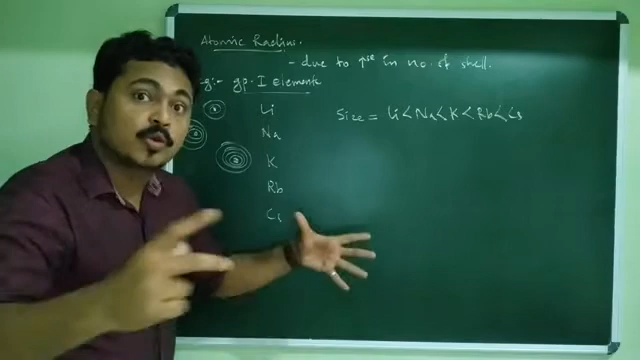 Atomic Radius.
- due to ↑se in no. of shell.
g:- gp. I Elements
Li
Size = Li < Na < K < Rb < Cs
Na
K
Rb
Cs